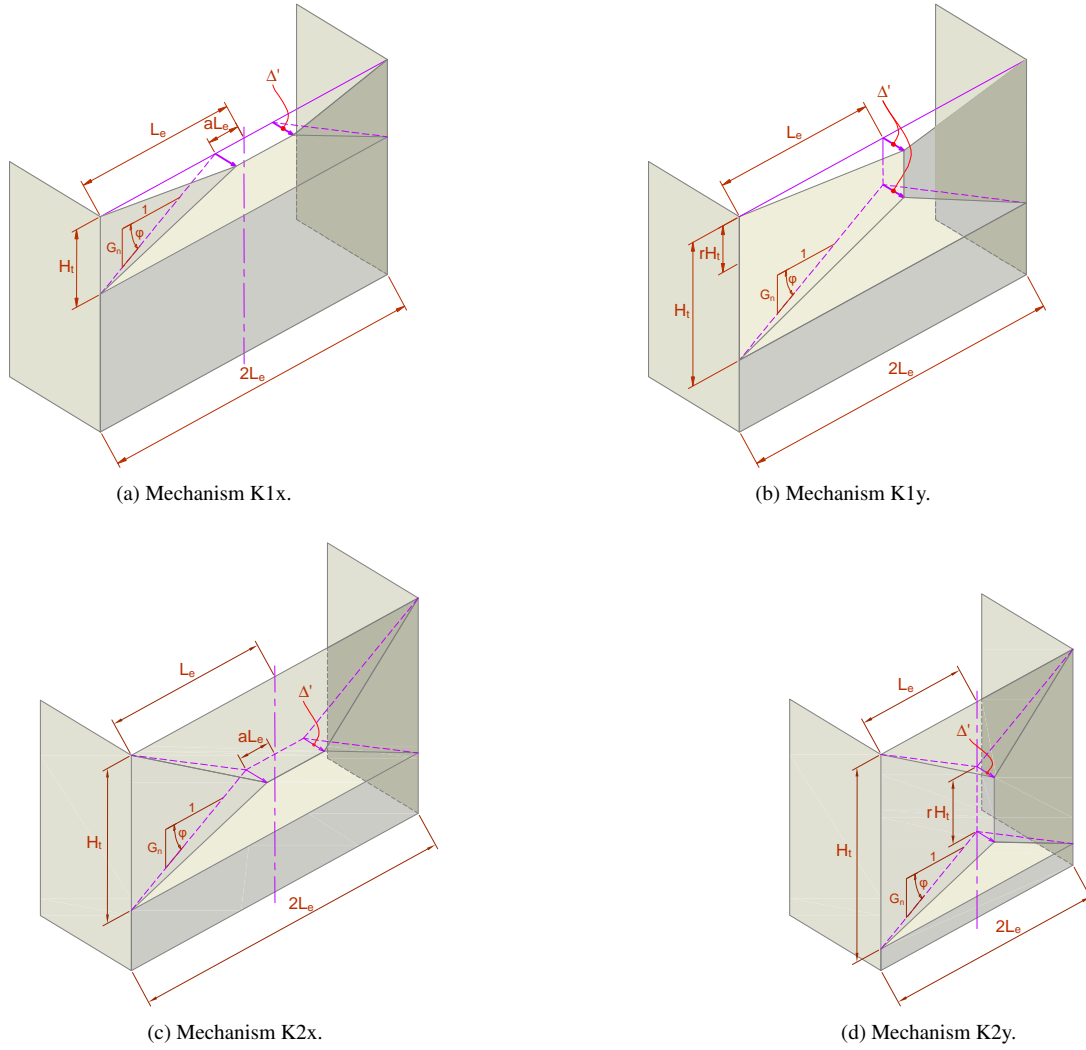 Δ'
L_e
aL_e
1
φ
G_n
H_t
2L_e
(a) Mechanism K1x.
Δ'
L_e
rH_t
1
φ
G_n
H_t
2L_e
(b) Mechanism K1y.
L_e
Δ'
aL_e
1
φ
G_n
H_t
2L_e
(c) Mechanism K2x.
L_e
Δ'
r H_t
H_t
1
φ
G_n
2L_e
(d) Mechanism K2y.